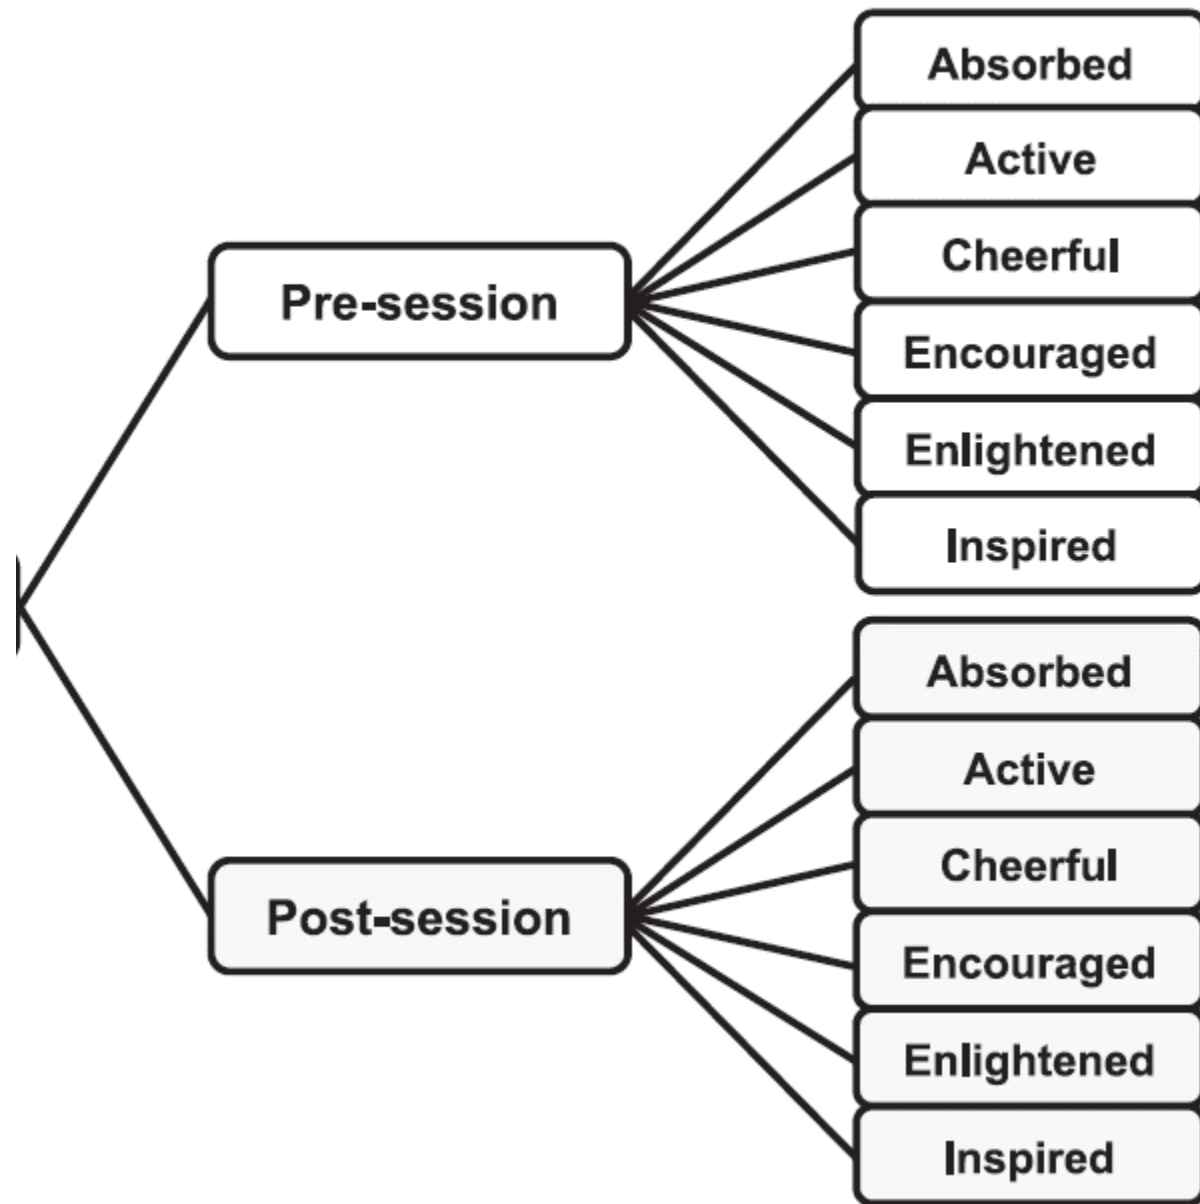 Absorbed
Active
Cheerful
Pre-session
Encouraged
Enlightened
Inspired
Absorbed
Active
Cheerful
Post-session
Encouraged
Enlightened
Inspired